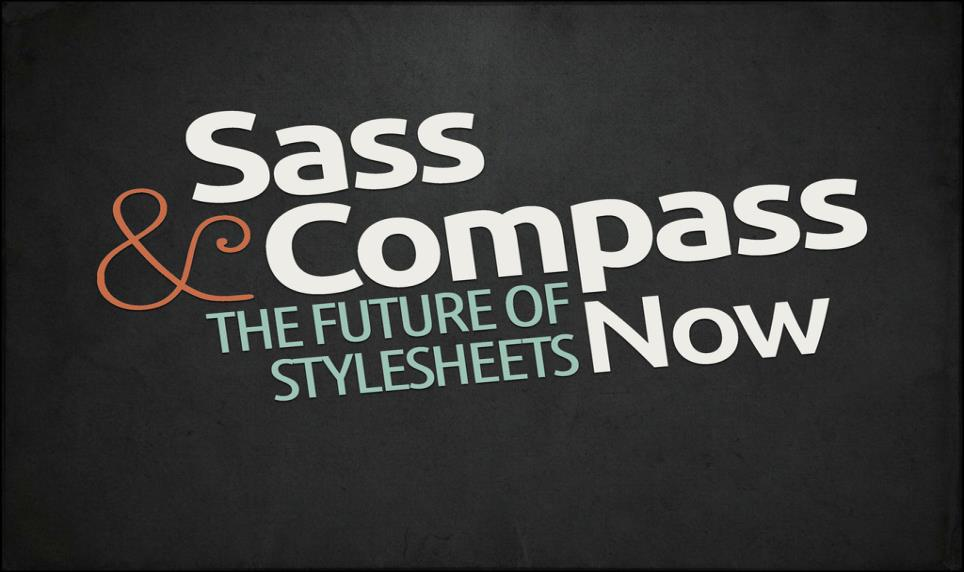 Sass
& Compass
THE FUTURE OF
STYLESHEETS Now